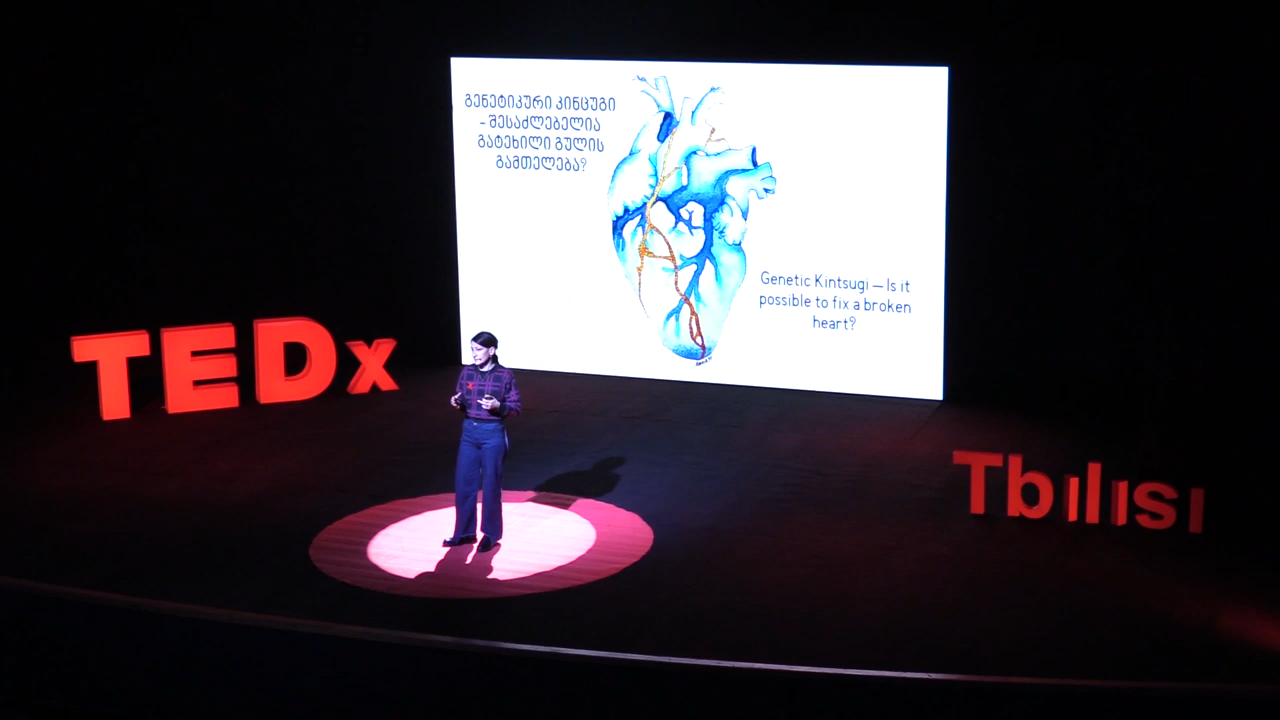 გენეტიკური კინცუგი
- შესაძლებელია
გატეხილი გულის
გამთელება?
Genetic Kintsugi — Is it
possible to fix a broken
heart?
TEDx
Tbilisi